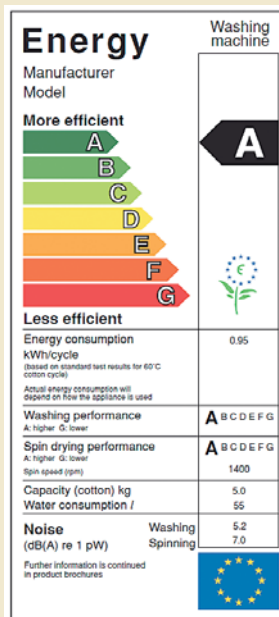 Energy
Washing
machine
Manufacturer
Model
More efficient
A
A
B
C
D
E
F
G
Less efficient
Energy consumption
kWh/cycle
0.95
(based on standard test results for 60°C
cotton cycle)
Actual energy consumption will
depend on how the appliance is used
Washing performance
A: higher G: lower
A B C D E F G
Spin drying performance
A: higher G: lower
A B C D E F G
Spin speed (rpm)
1400
Capacity (cotton) kg
5.0
Water consumption l
55
Noise
(dB(A) re 1 pW)
Washing
5.2
Spinning
7.0
Further information is continued
in product brochures